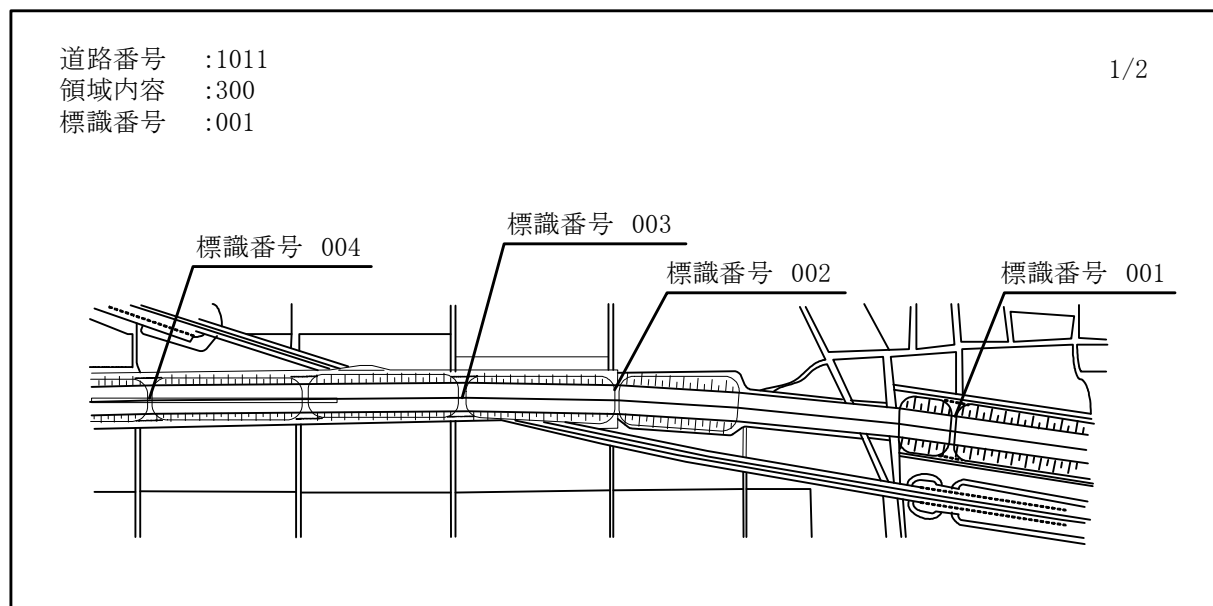 道路番号 :1011
領域内容 :300
標識番号 :001
1/2
標識番号 003
標識番号 004
標識番号 002
標識番号 001